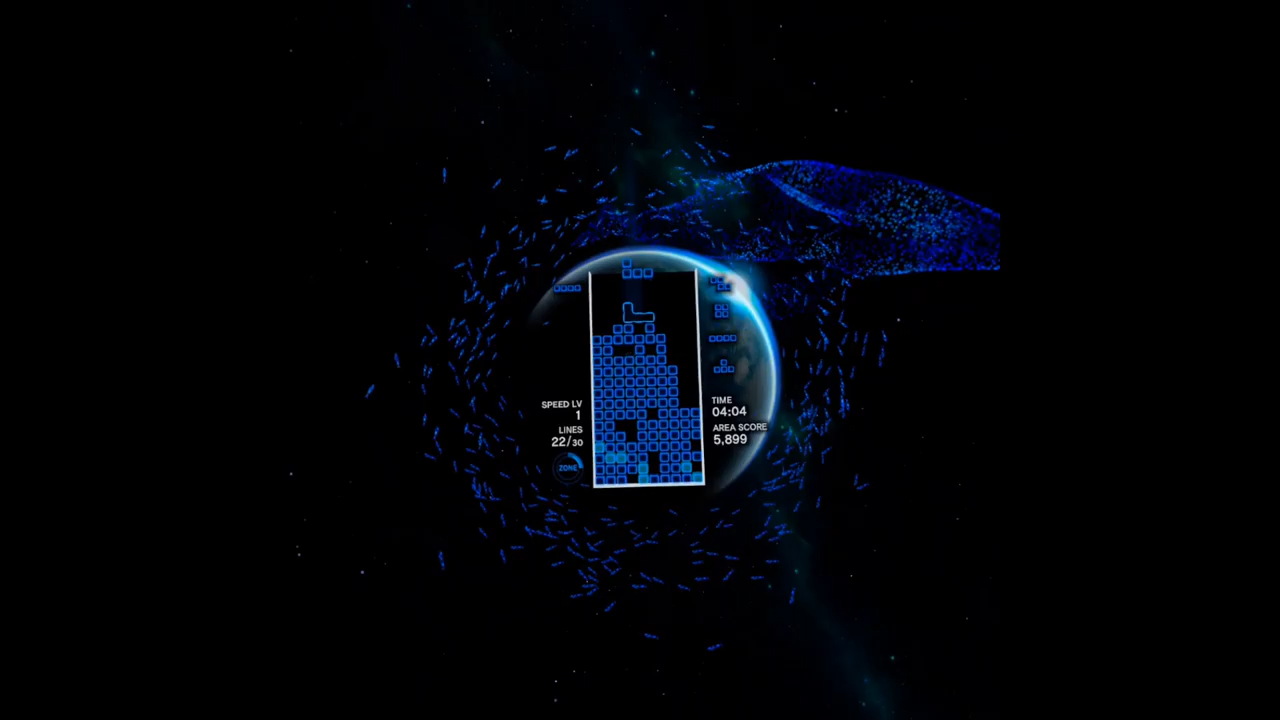 SPEED LV
1
LINES
22/30
ZONE
TIME
04:04
AREA SCORE
5,899